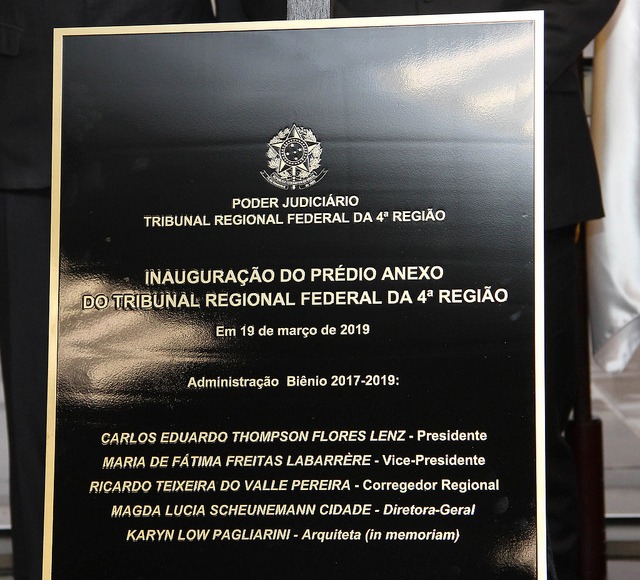 PODER JUDICIÁRIO
TRIBUNAL REGIONAL FEDERAL DA 4ª REGIÃO
INAUGURAÇÃO DO PRÉDIO ANEXO
DO TRIBUNAL REGIONAL FEDERAL DA 4ª REGIÃO
Em 19 de março de 2019
Administração Biênio 2017-2019:
CARLOS EDUARDO THOMPSON FLORES LENZ - Presidente
MARIA DE FÁTIMA FREITAS LABARRÈRE - Vice-Presidente
RICARDO TEIXEIRA DO VALLE PEREIRA - Corregedor Regional
MAGDA LUCIA SCHEUNEMANN CIDADE - Diretora-Geral
KARYN LOW PAGLIARINI - Arquiteta (in memoriam)